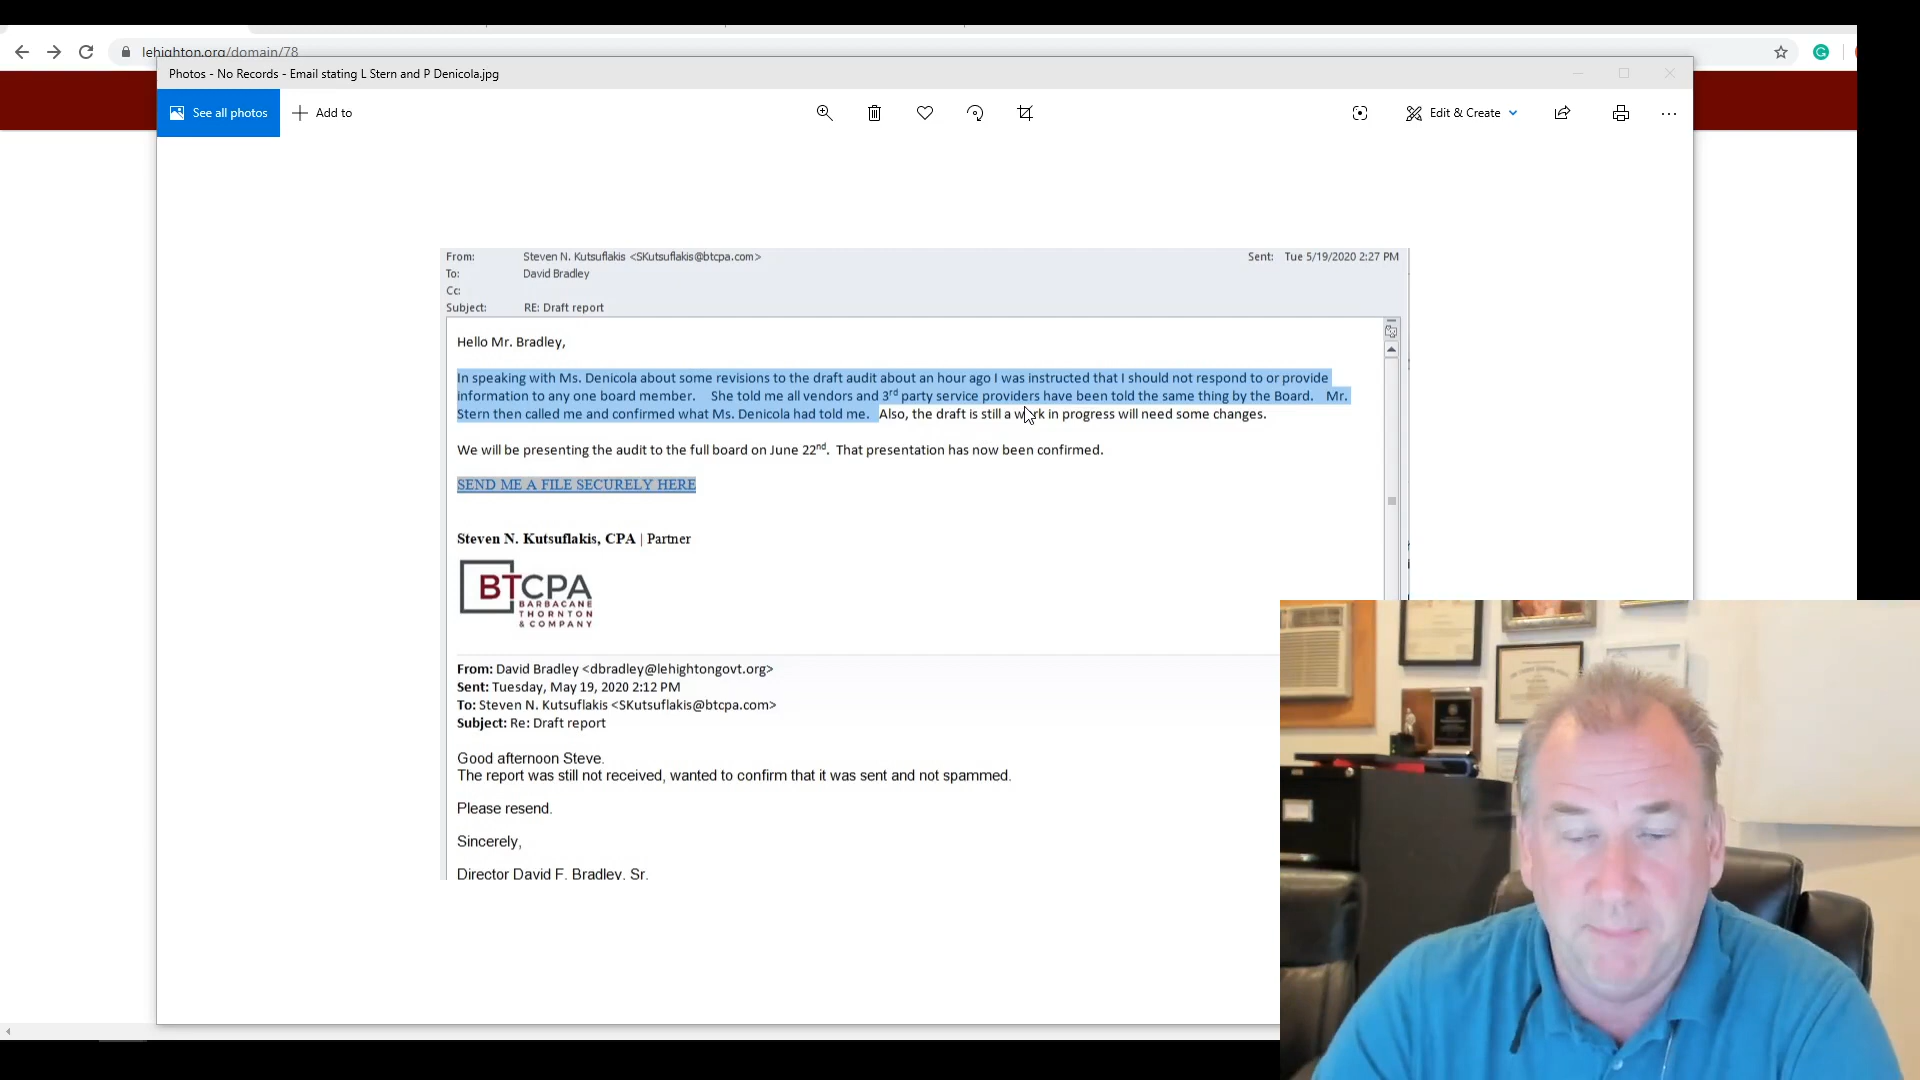 lehighton.org/domain/78
Photos - No Records - Email stating L Stern and P Denicola.jpg
See all photos
Add to
Edit & Create
From: Steven N. Kutsuflakis <SKutsuflakis@btcpa.com> Sent: Tue 5/19/2020 2:27 PM
To: David Bradley
Cc:
Subject: RE: Draft report
Hello Mr. Bradley,
In speaking with Ms. Denicola about some revisions to the draft audit about an hour ago I was instructed that I should not respond to or provide
information to any one board member. She told me all vendors and 3rd party service providers have been told the same thing by the Board. Mr.
Stern then called me and confirmed what Ms. Denicola had told me. Also, the draft is still a work in progress will need some changes.
We will be presenting the audit to the full board on June 22nd. That presentation has now been confirmed.
SEND ME A FILE SECURELY HERE
Steven N. Kutsuflakis, CPA | Partner
BTCPA
BARBACANE
THORNTON
& COMPANY
From: David Bradley <dbradley@lehightongovt.org>
Sent: Tuesday, May 19, 2020 2:12 PM
To: Steven N. Kutsuflakis <SKutsuflakis@btcpa.com>
Subject: Re: Draft report
Good afternoon Steve.
The report was still not received, wanted to confirm that it was sent and not spammed.
Please resend.
Sincerely,
Director David F. Bradley, Sr.